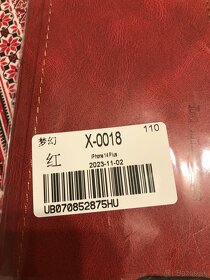 梦幻 X-0018 110
红 iPhone 14 Plus
2023-11-02
UB070852875HU